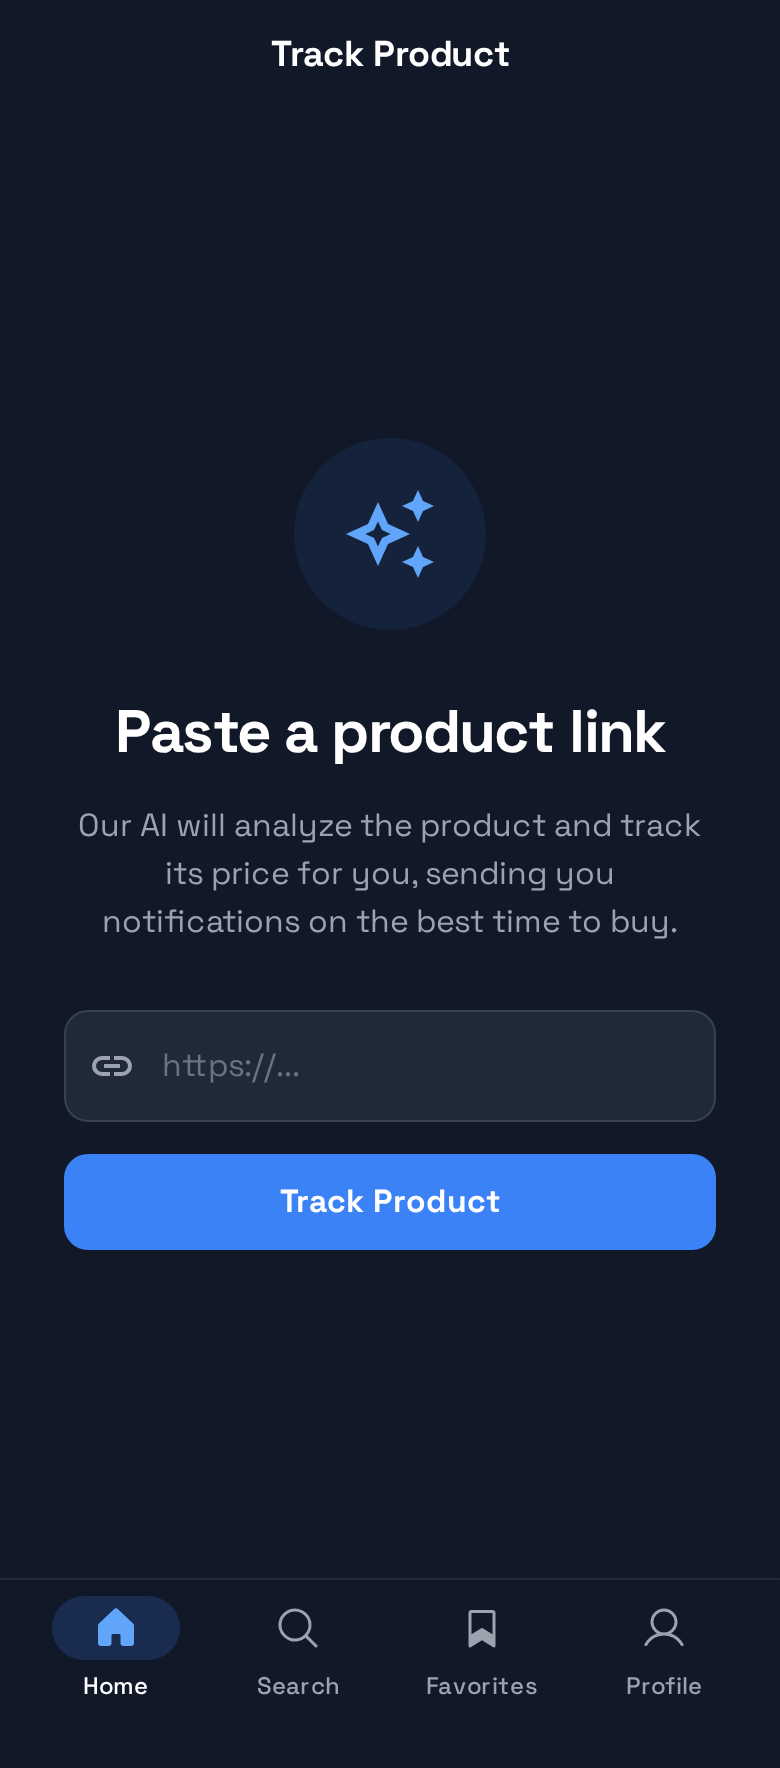 Track Product
Paste a product link
Our AI will analyze the product and track
its price for you, sending you
notifications on the best time to buy.
https://...
Track Product
Home
Search
Favorites
Profile